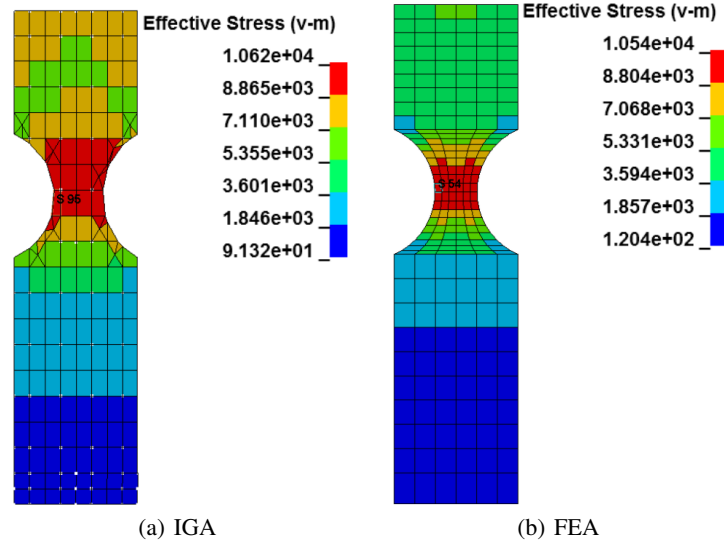 Effective Stress (v-m)
1.062e+04
8.865e+03
7.110e+03
5.355e+03
3.601e+03
1.846e+03
9.132e+01
S 95
(a) IGA
Effective Stress (v-m)
1.054e+04
8.804e+03
7.068e+03
5.331e+03
3.594e+03
1.857e+03
1.204e+02
S 54
(b) FEA